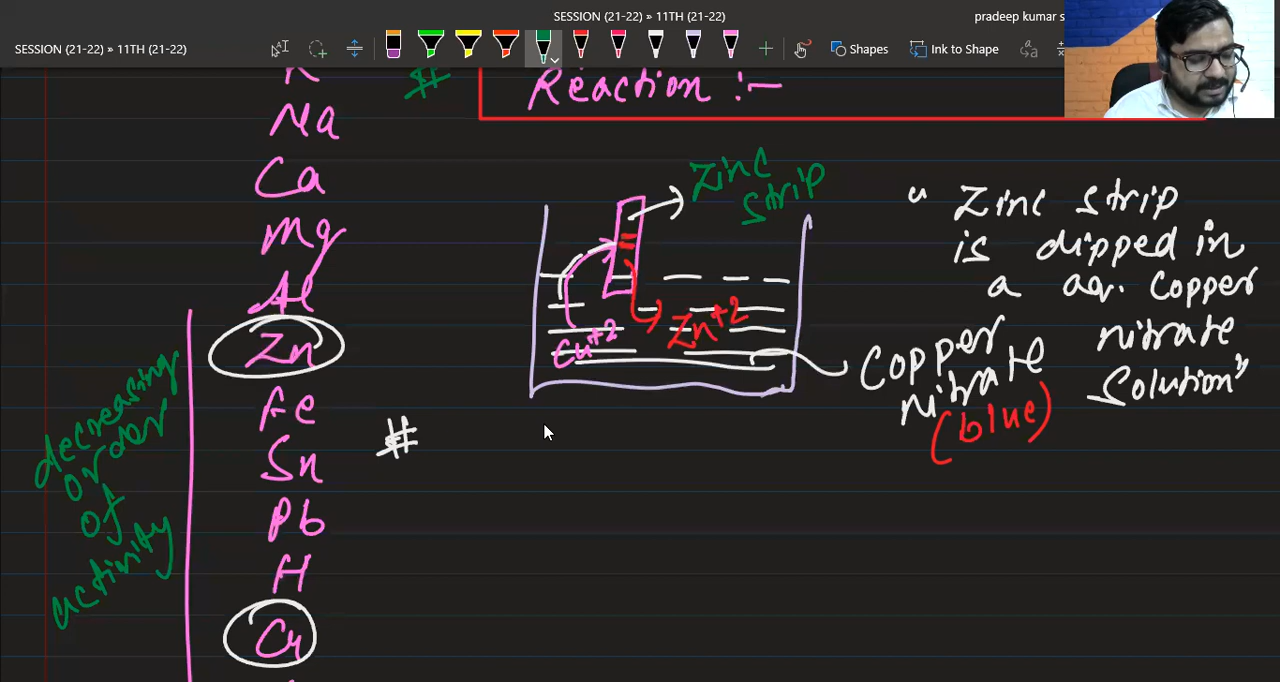 SESSION (21-22) » 11TH (21-22)
pradeep kumar s
SESSION (21-22) » 11TH (21-22)
Shapes
Ink to Shape
#
Reaction :-
K
Na
Ca
Mg
Al
Zn
Fe
Sn
Pb
H
Cu
decreasing
order
of
activity
#
Zinc
strip
Cu+2
Zn+2
Copper
nitrate
(blue)
" Zinc strip
is dipped in
a aq. Copper
nitrate
Solution"